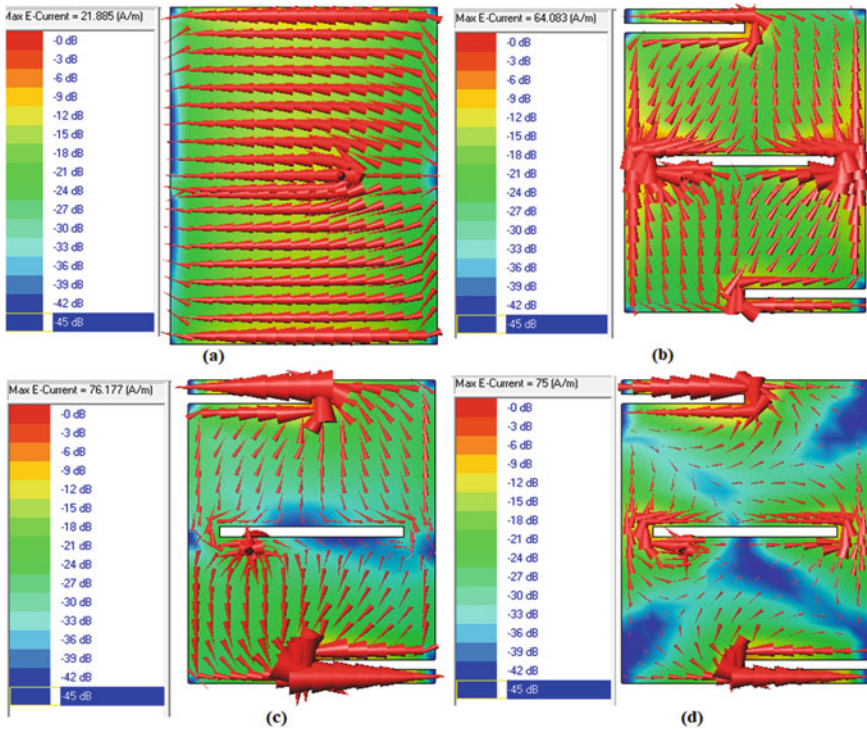 Max E-Current = 21.885 (A/m)
-0 dB
-3 dB
-6 dB
-9 dB
-12 dB
-15 dB
-18 dB
-21 dB
-24 dB
-27 dB
-30 dB
-33 dB
-36 dB
-39 dB
-42 dB
-45 dB
(a)
Max E-Current = 64.083 (A/m)
-0 dB
-3 dB
-6 dB
-9 dB
-12 dB
-15 dB
-18 dB
-21 dB
-24 dB
-27 dB
-30 dB
-33 dB
-36 dB
-39 dB
-42 dB
-45 dB
(b)
Max E-Current = 76.177 (A/m)
-0 dB
-3 dB
-6 dB
-9 dB
-12 dB
-15 dB
-18 dB
-21 dB
-24 dB
-27 dB
-30 dB
-33 dB
-36 dB
-39 dB
-42 dB
-45 dB
(c)
Max E-Current = 75 (A/m)
-0 dB
-3 dB
-6 dB
-9 dB
-12 dB
-15 dB
-18 dB
-21 dB
-24 dB
-27 dB
-30 dB
-33 dB
-36 dB
-39 dB
-42 dB
-45 dB
(d)